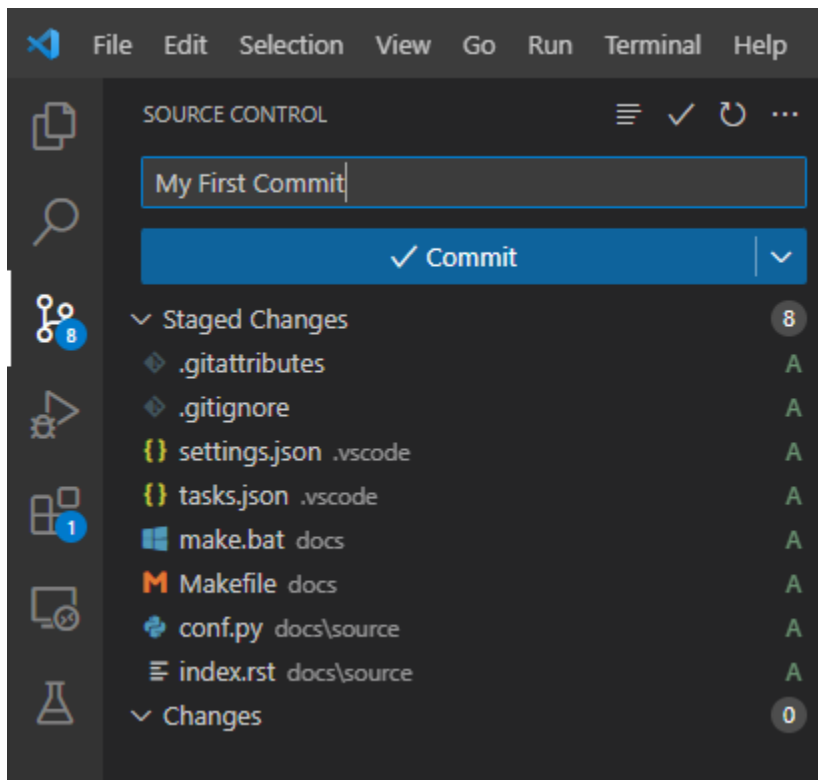 File Edit Selection View Go Run Terminal Help
SOURCE CONTROL
My First Commit
Commit
8
Staged Changes 8
.gitattributes A
.gitignore A
{} settings.json .vscode A
{} tasks.json .vscode A
1
make.bat docs A
M Makefile docs A
conf.py docs\source A
index.rst docs\source A
Changes 0